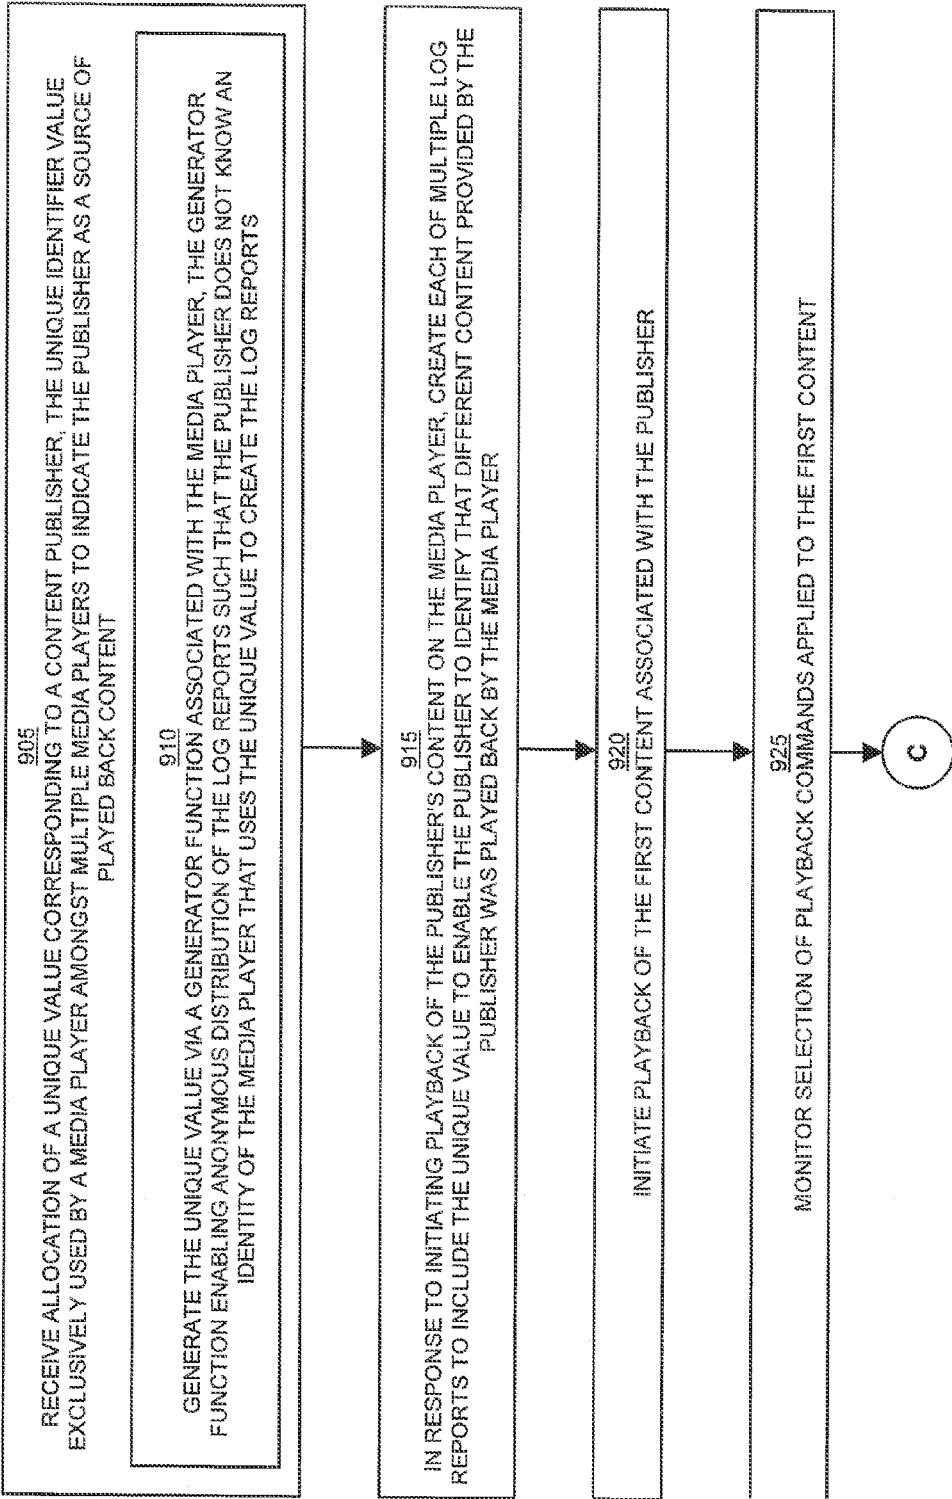 905
RECEIVE ALLOCATION OF A UNIQUE VALUE CORRESPONDING TO A CONTENT PUBLISHER, THE UNIQUE IDENTIFIER VALUE
EXCLUSIVELY USED BY A MEDIA PLAYER AMONGST MULTIPLE MEDIA PLAYERS TO INDICATE THE PUBLISHER AS A SOURCE OF
PLAYED BACK CONTENT
910
GENERATE THE UNIQUE VALUE VIA A GENERATOR FUNCTION ASSOCIATED WITH THE MEDIA PLAYER, THE GENERATOR
FUNCTION ENABLING ANONYMOUS DISTRIBUTION OF THE LOG REPORTS SUCH THAT THE PUBLISHER DOES NOT KNOW AN
IDENTITY OF THE MEDIA PLAYER THAT USES THE UNIQUE VALUE TO CREATE THE LOG REPORTS
915
IN RESPONSE TO INITIATING PLAYBACK OF THE PUBLISHER'S CONTENT ON THE MEDIA PLAYER, CREATE EACH OF MULTIPLE LOG
REPORTS TO INCLUDE THE UNIQUE VALUE TO ENABLE THE PUBLISHER TO IDENTIFY THAT DIFFERENT CONTENT PROVIDED BY THE
PUBLISHER WAS PLAYED BACK BY THE MEDIA PLAYER
920
INITIATE PLAYBACK OF THE FIRST CONTENT ASSOCIATED WITH THE PUBLISHER
925
MONITOR SELECTION OF PLAYBACK COMMANDS APPLIED TO THE FIRST CONTENT
C